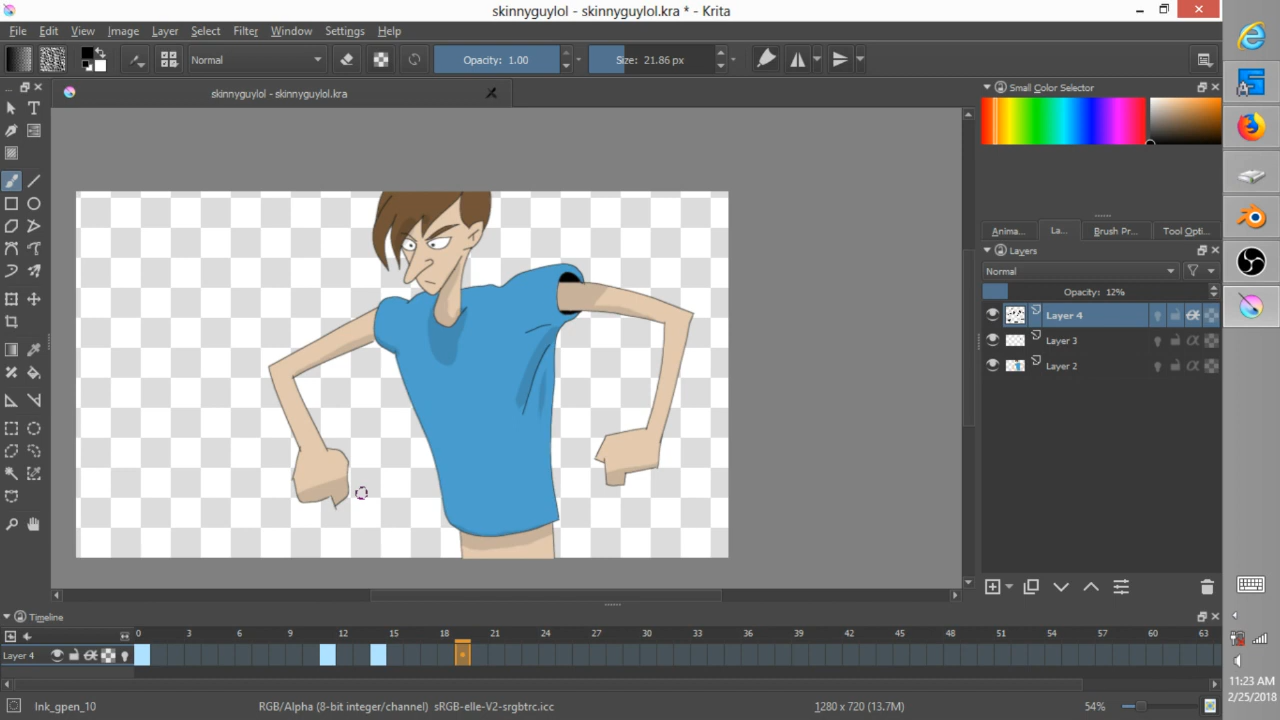 skinnyguylol - skinnyguylol.kra * - Krita
File Edit View Image Layer Select Filter Window Settings Help
Normal Opacity: 1.00 Size: 21.86 px
skinnyguylol - skinnyguylol.kra
Small Color Selector
Anima... La... Brush Pr... Tool Opti...
Layers
Normal
Opacity: 12%
Layer 4
Layer 3
Layer 2
Timeline
0 3 6 9 12 15 18 21 24 27 30 33 36 39 42 45 48 51 54 57 60 63
Layer 4
Ink_gpen_10 RGB/Alpha (8-bit integer/channel) sRGB-elle-V2-srgbtrc.icc 1280 x 720 (13.7M) 54%
11:23 AM
2/25/2018